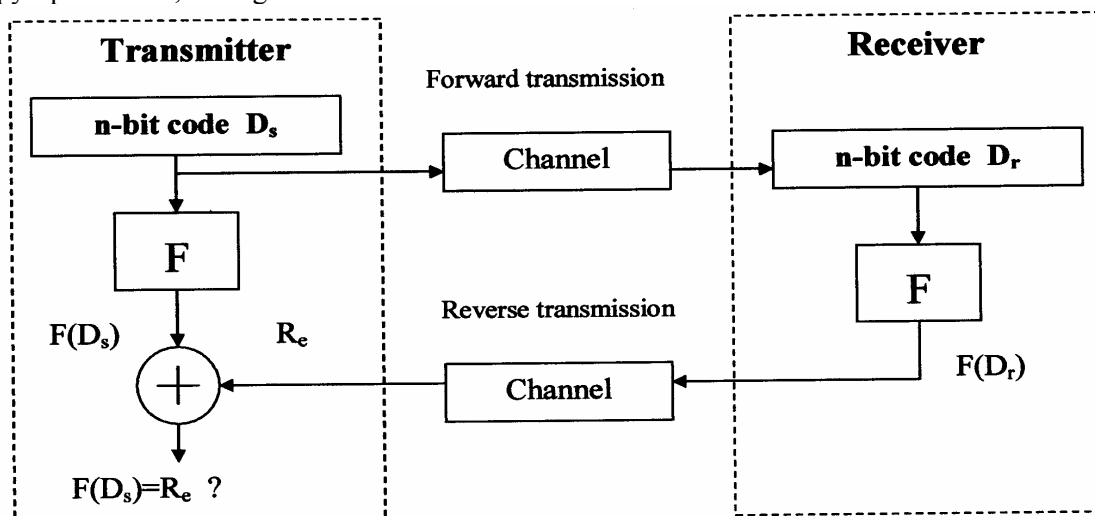 Transmitter
n-bit code Dₛ
F
F(Dₛ)
Rₑ
F(Dₛ)=Rₑ ?
Forward transmission
Channel
Reverse transmission
Channel
Receiver
n-bit code Dᵣ
F
F(Dᵣ)